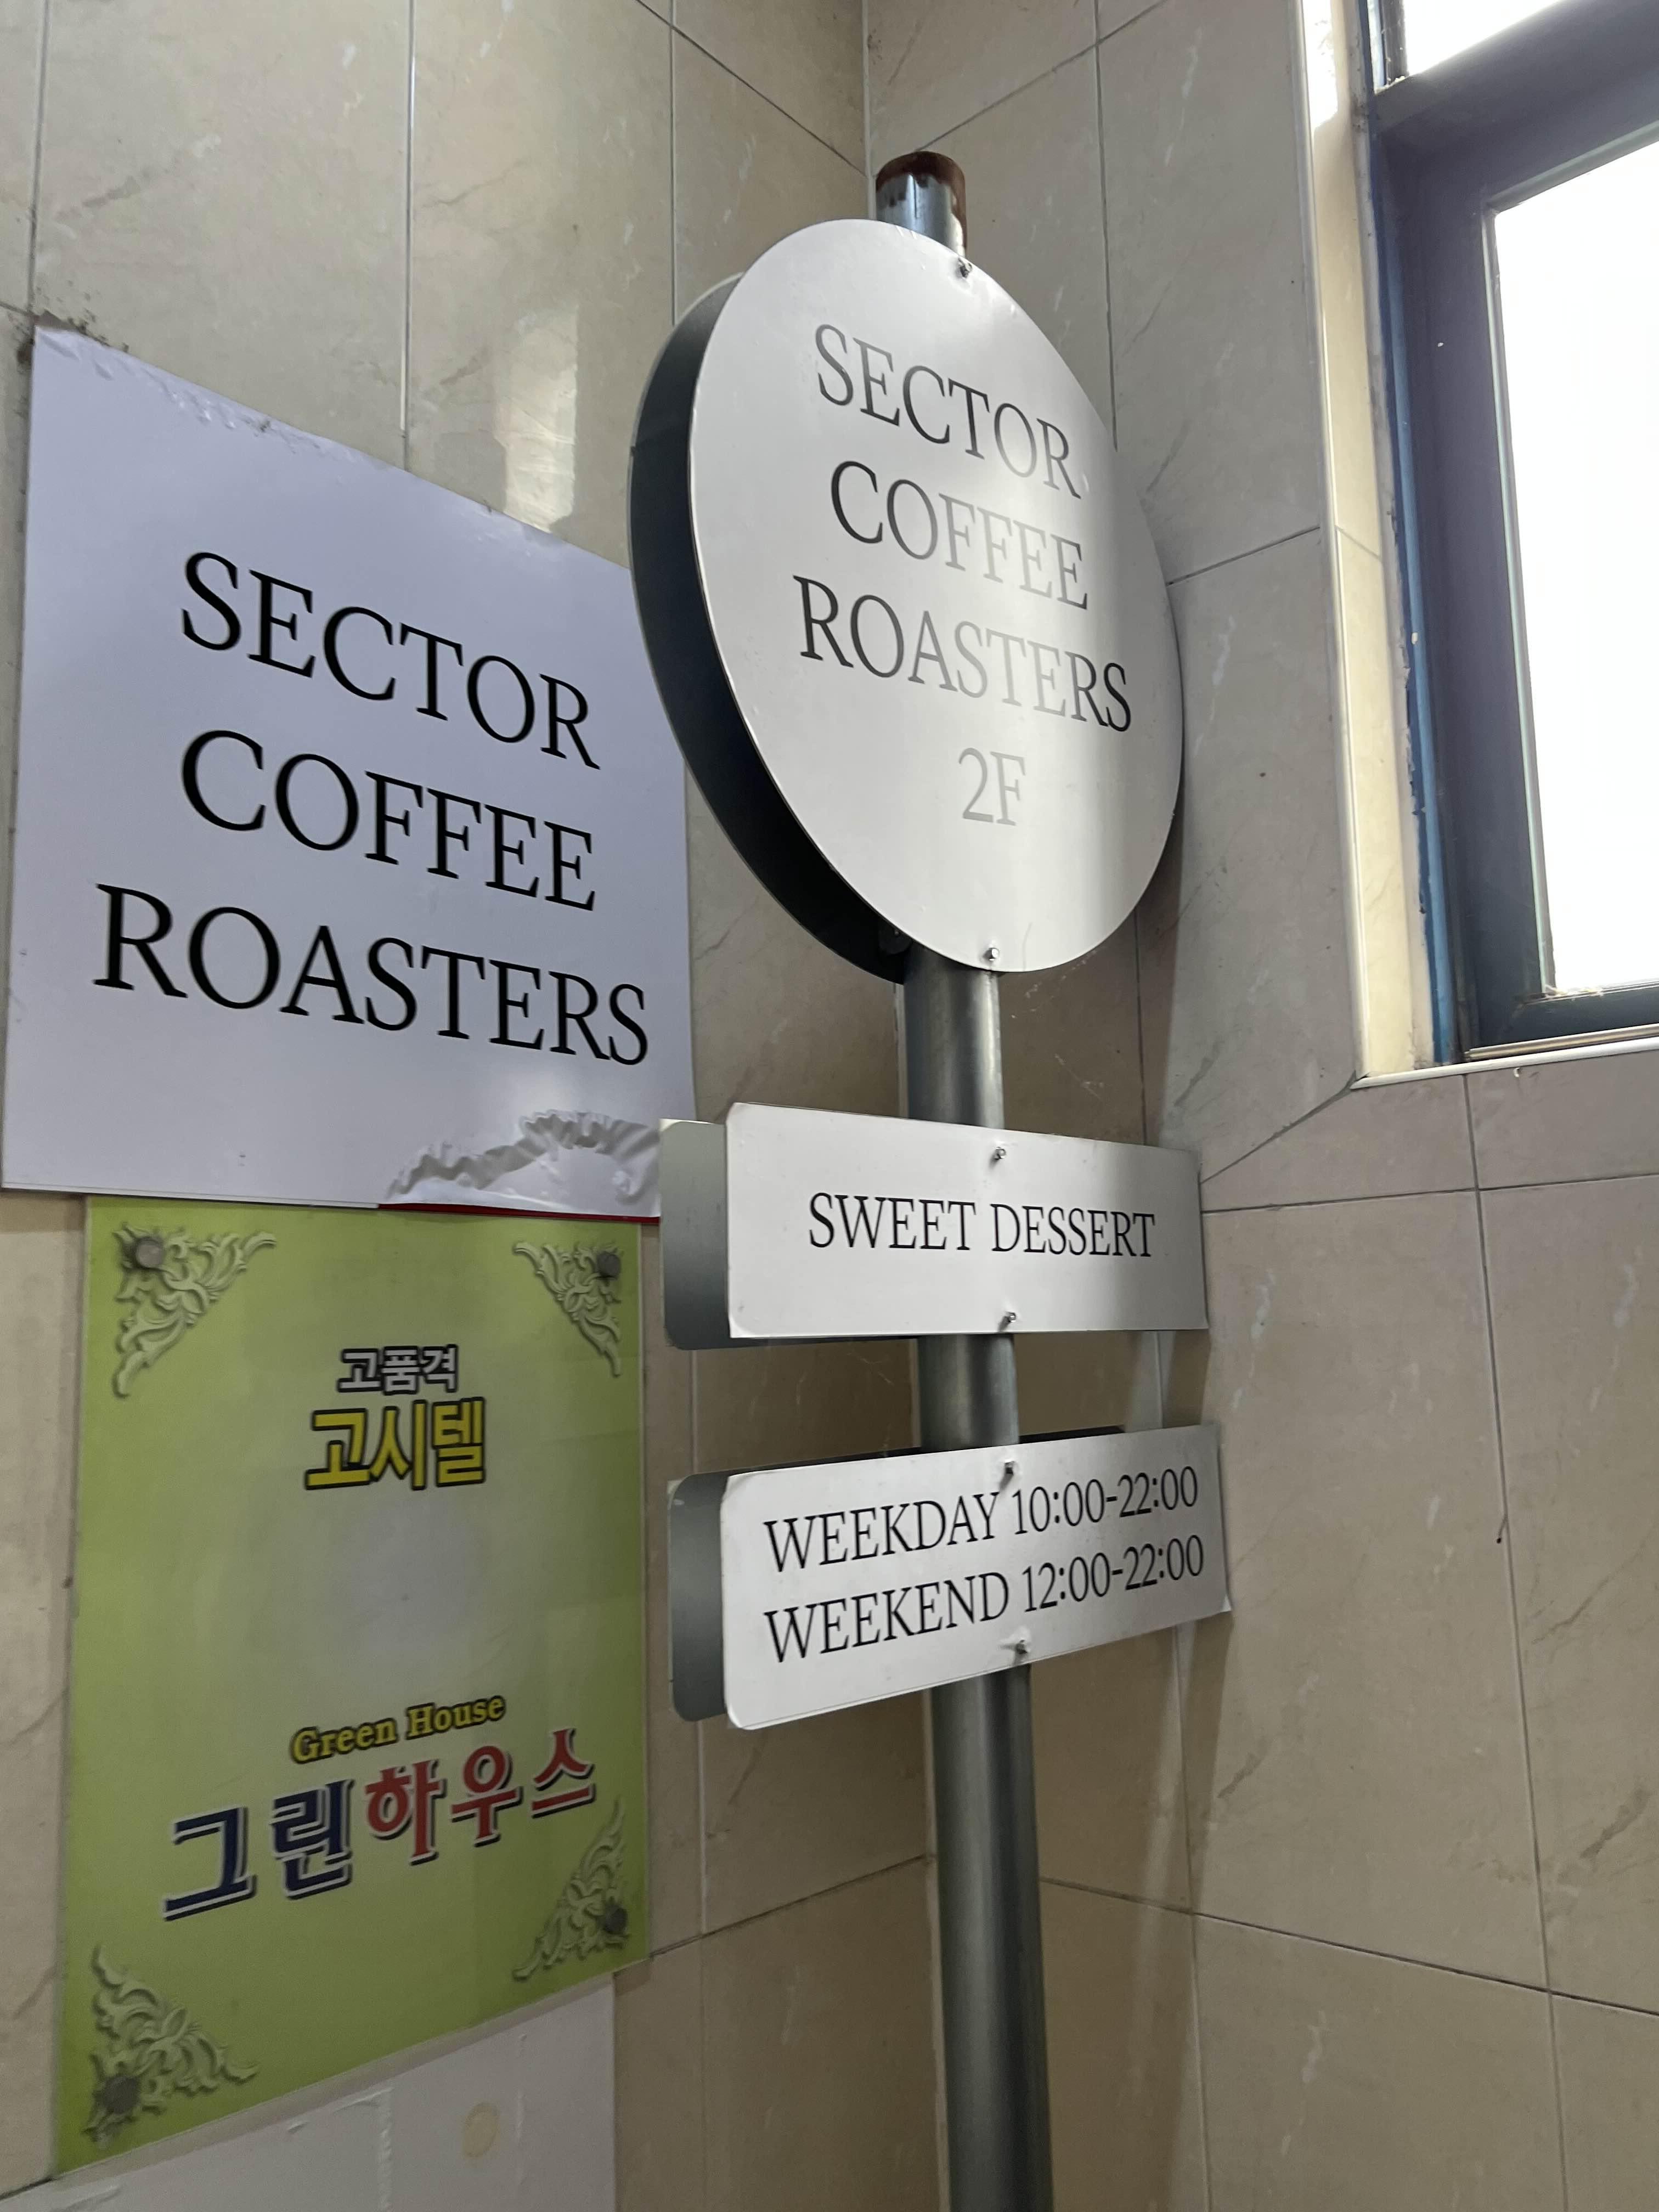 SECTOR
COFFEE
ROASTERS
SECTOR
COFFEE
ROASTERS
2F
SWEET DESSERT
WEEKDAY 10:00-22:00
WEEKEND 12:00-22:00
고품격
고시텔
Green House
그린하우스